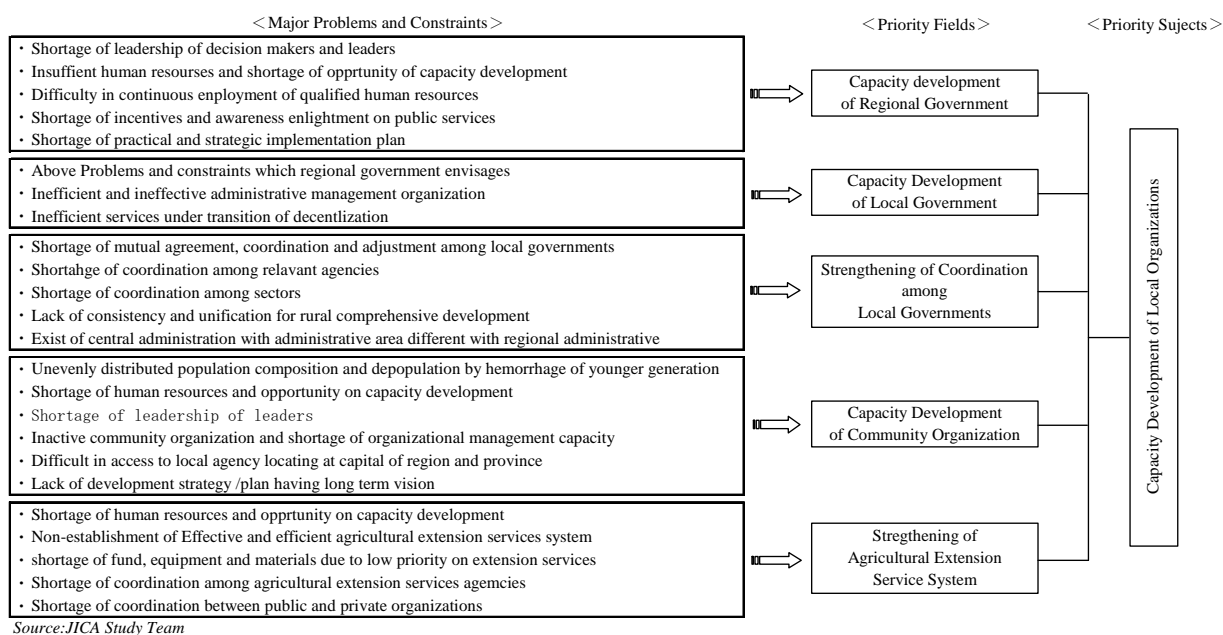 ＜Major Problems and Constraints＞
＜Priority Fields＞
＜Priority Sujects＞
・Shortage of leadership of decision makers and leaders
・Insuffient human resourses and shortage of opprtunity of capacity development
・Difficulty in continuous enployment of qualified human resources
・Shortage of incentives and awareness enlightment on public services
・Shortage of practical and strategic implementation plan
Capacity development
of Regional Government
・Above Problems and constraints which regional government envisages
・Inefficient and ineffective administrative management organization
・Inefficient services under transition of decentlization
Capacity Development
of Local Government
・Shortage of mutual agreement, coordination and adjustment among local governments
・Shortahge of coordination among relavant agencies
・Shortage of coordination among sectors
・Lack of consistency and unification for rural comprehensive development
・Exist of central administration with administrative area different with regional administrative
Strengthening of Coordination
among
Local Governments
・Unevenly distributed population composition and depopulation by hemorrhage of younger generation
・Shortage of human resources and opportunity on capacity development
・Shortage of leadership of leaders
・Inactive community organization and shortage of organizational management capacity
・Difficult in access to local agency locating at capital of region and province
・Lack of development strategy /plan having long term vision
Capacity Development
of Community Organization
・Shortage of human resources and opprtunity on capacity development
・Non-establishment of Effective and efficient agricultural extension services system
・shortage of fund, equipment and materials due to low priority on extension services
・Shortage of coordination among agricultural extension services agencies
・Shortage of coordination between public and private organizations
Stregthening of
Agricultural Extension
Service System
Capacity Development of Local Organizations
Source:JICA Study Team